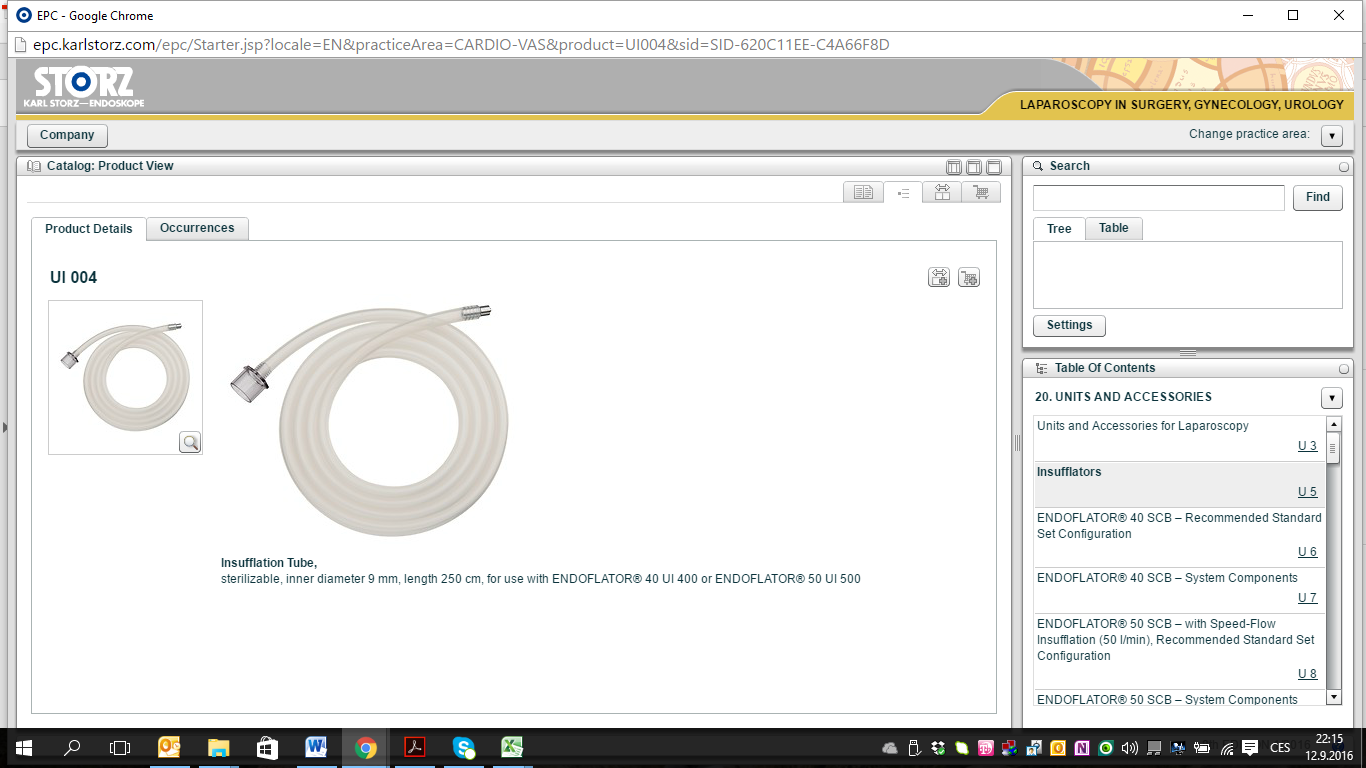 EPC - Google Chrome
epc.karlstorz.com/epc/Starter.jsp?locale=EN&practiceArea=CARDIO-VAS&product=UI004&sid=SID-620C11EE-C4A66F8D
STORZ
KARL STORZ—ENDOSKOPE
LAPAROSCOPY IN SURGERY, GYNECOLOGY, UROLOGY
Company
Change practice area:
Catalog: Product View
Product Details
Occurrences
UI 004
Insufflation Tube,
sterilizable, inner diameter 9 mm, length 250 cm, for use with ENDOFLATOR® 40 UI 400 or ENDOFLATOR® 50 UI 500
Search
Find
Tree
Table
Settings
Table Of Contents
20. UNITS AND ACCESSORIES
Units and Accessories for Laparoscopy
U 3
Insufflators
U 5
ENDOFLATOR® 40 SCB – Recommended Standard
Set Configuration
U 6
ENDOFLATOR® 40 SCB – System Components
U 7
ENDOFLATOR® 50 SCB – with Speed-Flow
Insufflation (50 l/min), Recommended Standard Set
Configuration
U 8
ENDOFLATOR® 50 SCB – System Components
CES
22:15
12.9.2016